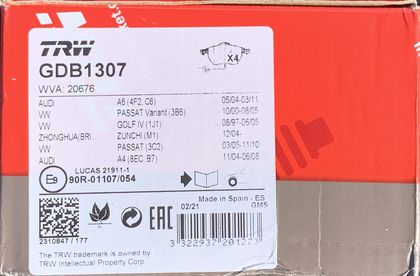 TRW
X4
GDB1307
WVA: 20676
AUDI A6 (4F2, C6) 05/04-03/11
VW PASSAT Variant (3B6) 10/00-08/05
VW GOLF IV (1J1) 08/97-06/05
ZHONGHUA(BRI.. ZUNCHI (M1) 12/04-
VW PASSAT (3C2) 03/05-11/10
AUDI A4 (8EC, B7) 11/04-06/08
E9
LUCAS 21911-1
90R-01107/054
Made in Spain - ES
02/21 GMS
EAC
2310847 / 177
3 322937 201273
The TRW trademark is owned by
TRW Intellectual Property Corp